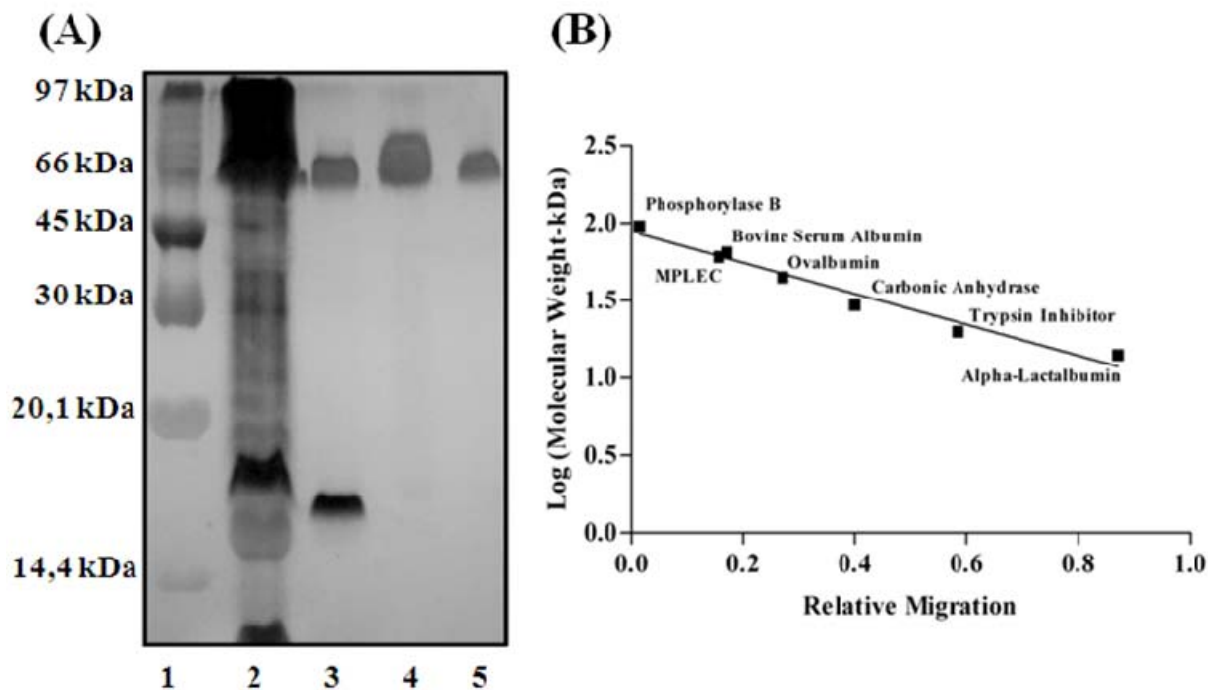 (A)
97 kDa
66 kDa
45 kDa
30 kDa
20,1 kDa
14,4 kDa
1 2 3 4 5
(B)
Log (Molecular Weight-kDa)
2.5
2.0
1.5
1.0
0.5
0.0
Phosphorylase B
Bovine Serum Albumin
MPLEC
Ovalbumin
Carbonic Anhydrase
Trypsin Inhibitor
Alpha-Lactalbumin
0.0 0.2 0.4 0.6 0.8 1.0
Relative Migration